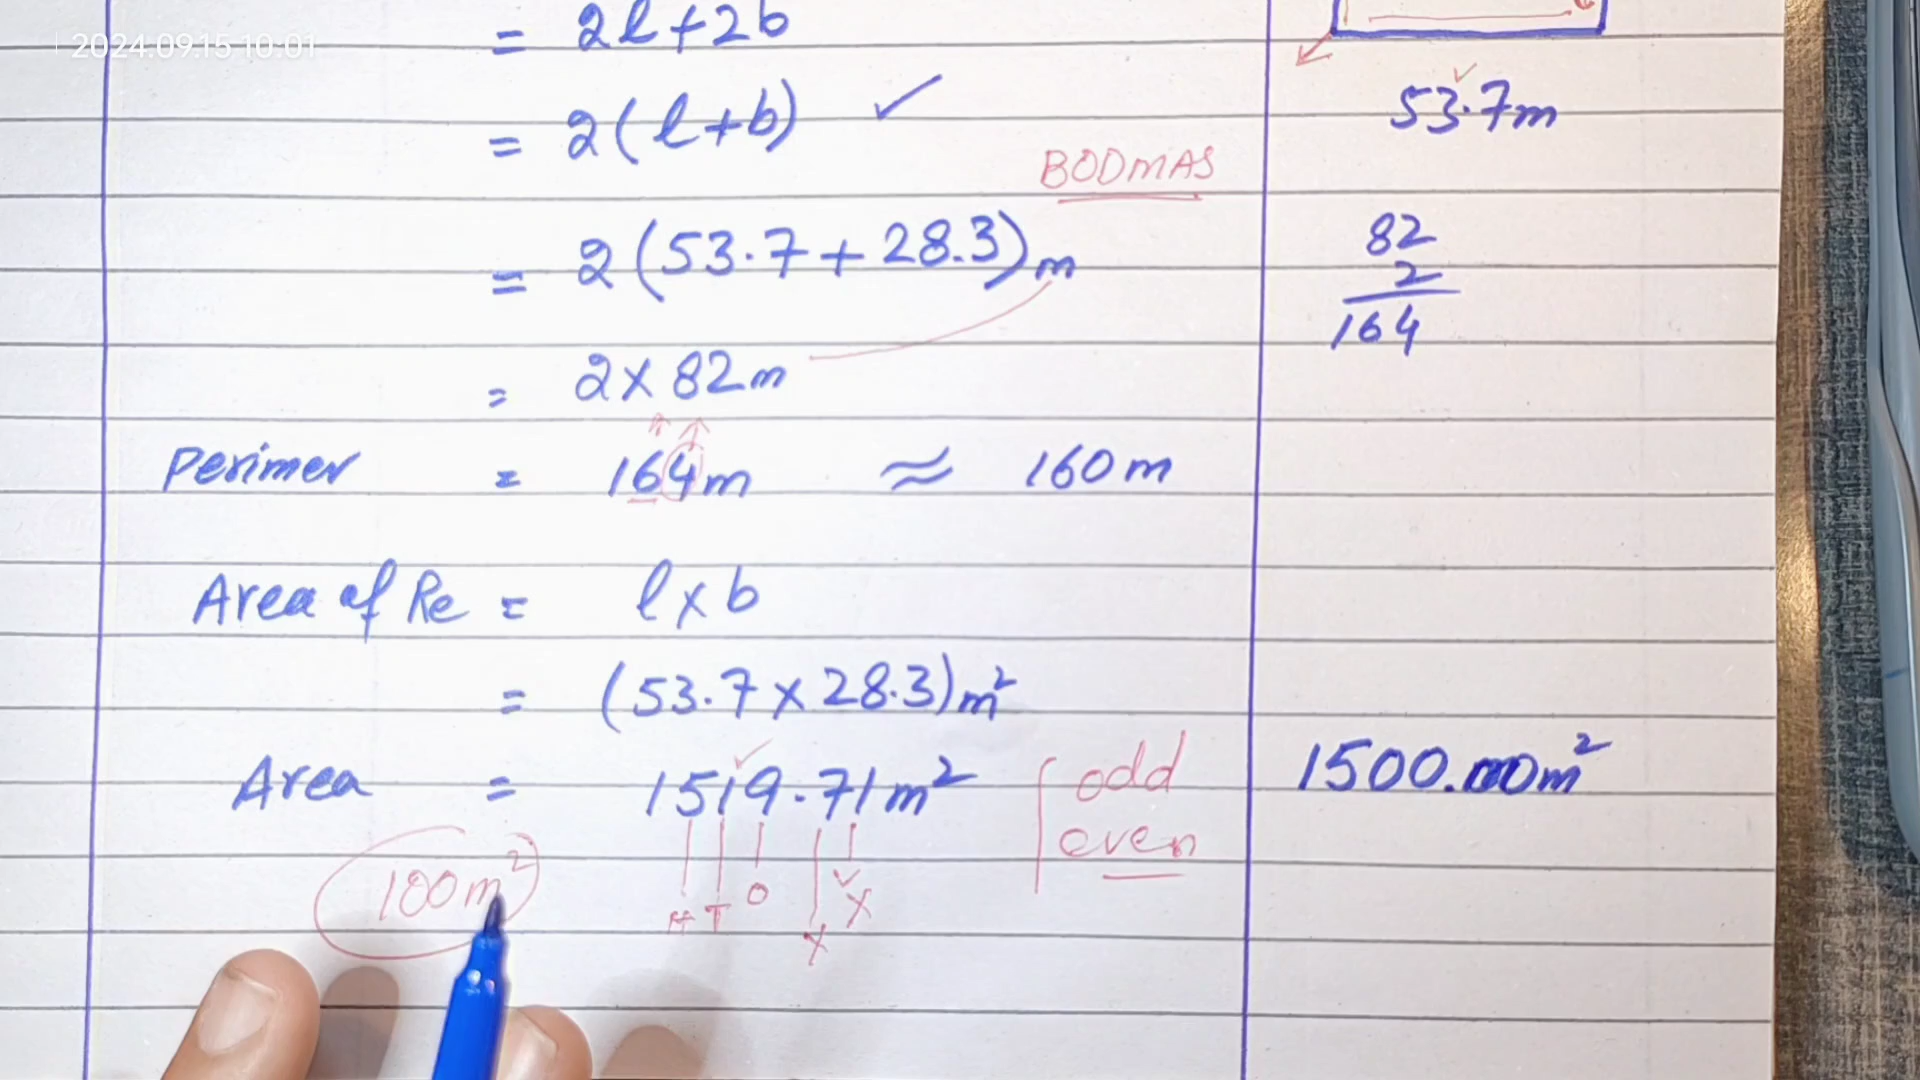 2024.09.15 10:01
= 2l+2b
= 2(l+b) ✓
53.7m
BODMAS
= 2(53.7+28.3)m
82
2
164
= 2×82m
Perimer = 164m ≈ 160m
Area of Re = l×b
= (53.7×28.3)m²
Area = 1519.71m²
odd
even
1500.000m²
100m²
H T O X X